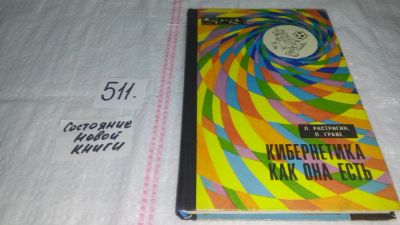 511.
Состояние
новой
книги
Л. РАСТРИГИН,
П. ГРАВЕ
КИБЕРНЕТИКА
КАК ОНА ЕСТЬ